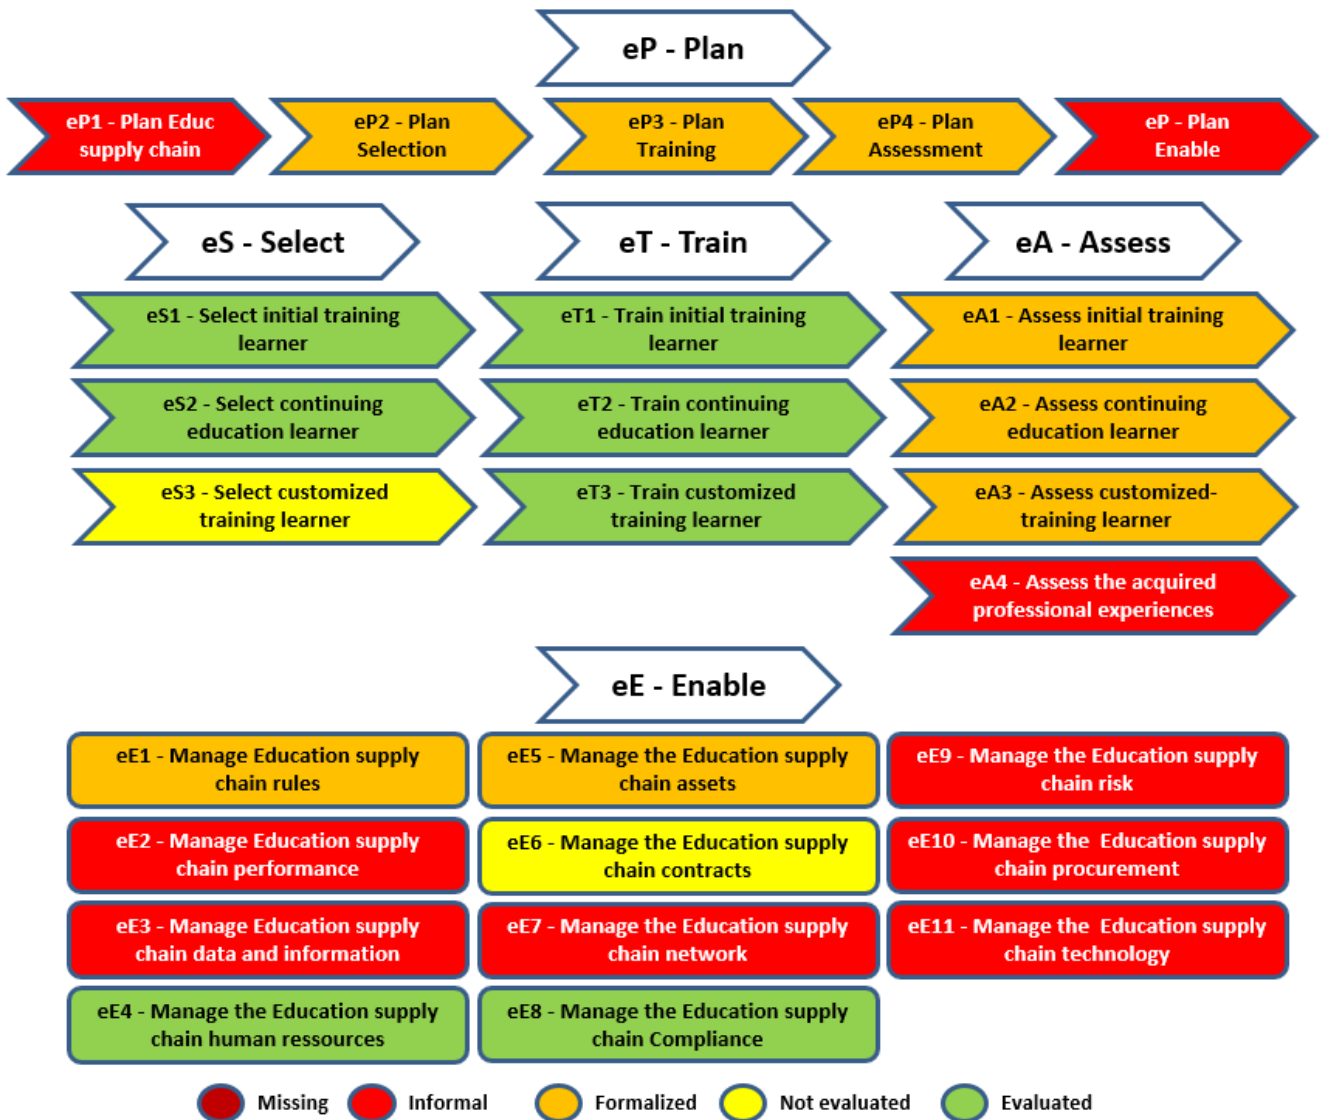 eP - Plan
eP1 - Plan Educ
supply chain
eP2 - Plan
Selection
eP3 - Plan
Training
eP4 - Plan
Assessment
eP - Plan
Enable
eS - Select
eT - Train
eA - Assess
eS1 - Select initial training
learner
eT1 - Train initial training
learner
eA1 - Assess initial training
learner
eS2 - Select continuing
education learner
eT2 - Train continuing
education learner
eA2 - Assess continuing
education learner
eS3 - Select customized
training learner
eT3 - Train customized
training learner
eA3 - Assess customized-
training learner
eA4 - Assess the acquired
professional experiences
eE - Enable
eE1 - Manage Education supply
chain rules
eE5 - Manage the Education supply
chain assets
eE9 - Manage the Education supply
chain risk
eE2 - Manage Education supply
chain performance
eE6 - Manage the Education supply
chain contracts
eE10 - Manage the  Education supply
chain procurement
eE3 - Manage Education supply
chain data and information
eE7 - Manage the Education supply
chain network
eE11 - Manage the  Education supply
chain technology
eE4 - Manage the Education supply
chain human ressources
eE8 - Manage the Education supply
chain Compliance
Missing
Informal
Formalized
Not evaluated
Evaluated